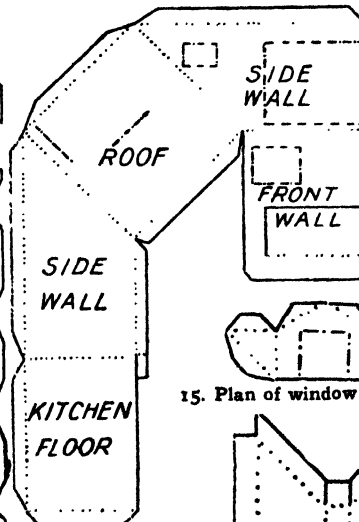 SIDE
WALL
ROOF
FRONT
WALL
SIDE
WALL
KITCHEN
FLOOR
15. Plan of window